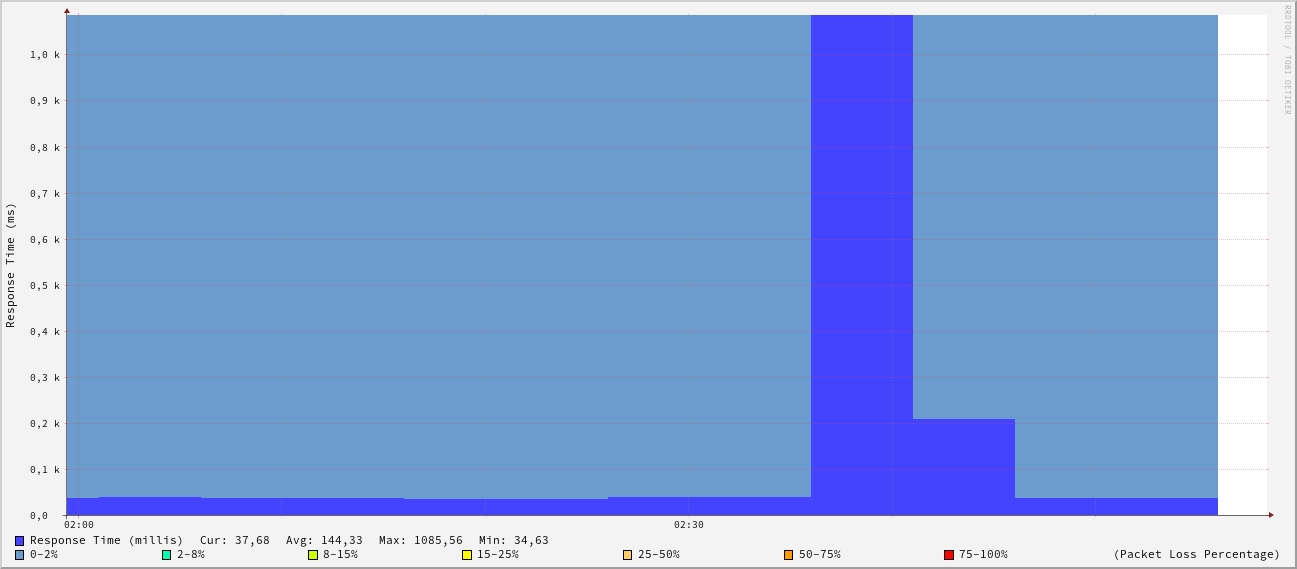 RRDTOOL / TOBI OETIKER
Response Time (ms)
1,0 k
0,9 k
0,8 k
0,7 k
0,6 k
0,5 k
0,4 k
0,3 k
0,2 k
0,1 k
0,0
02:00 02:30
Response Time (millis) Cur: 37,68 Avg: 144,33 Max: 1085,56 Min: 34,63
0-2% 2-8% 8-15% 15-25% 25-50% 50-75% 75-100% (Packet Loss Percentage)